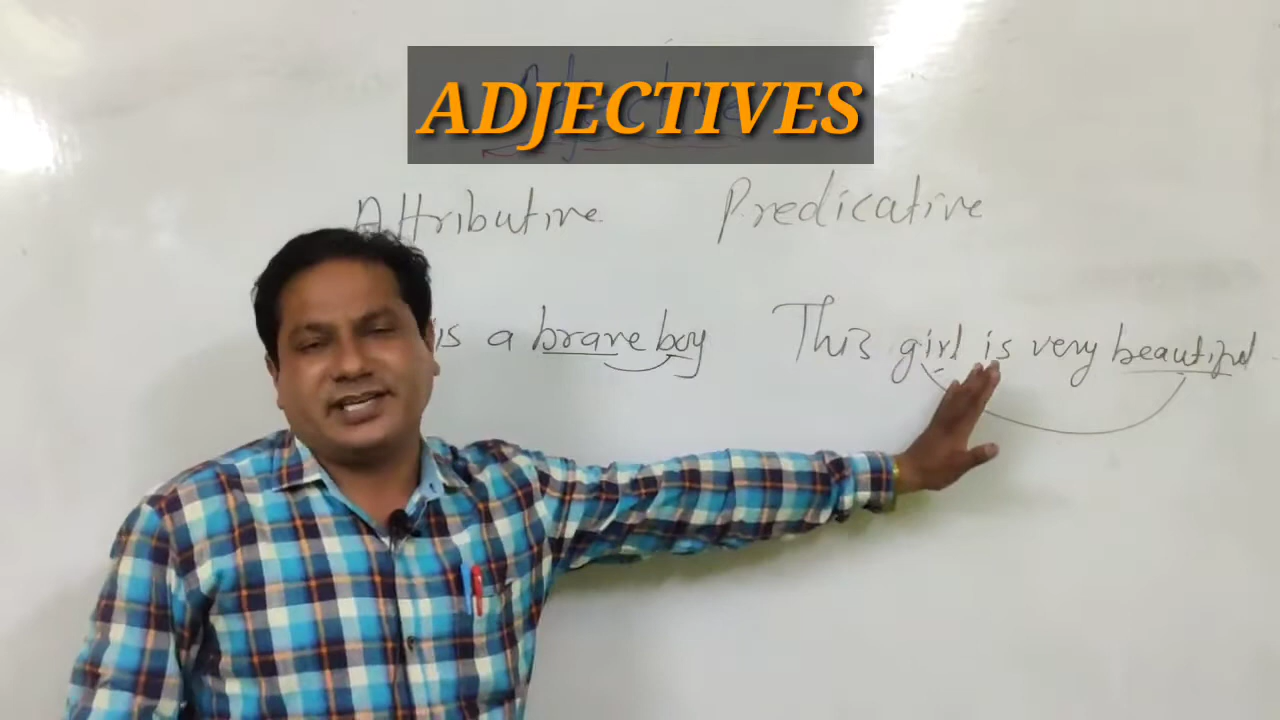 ADJECTIVES
Attributive Predicative
is a brave boy This girl is very beautiful